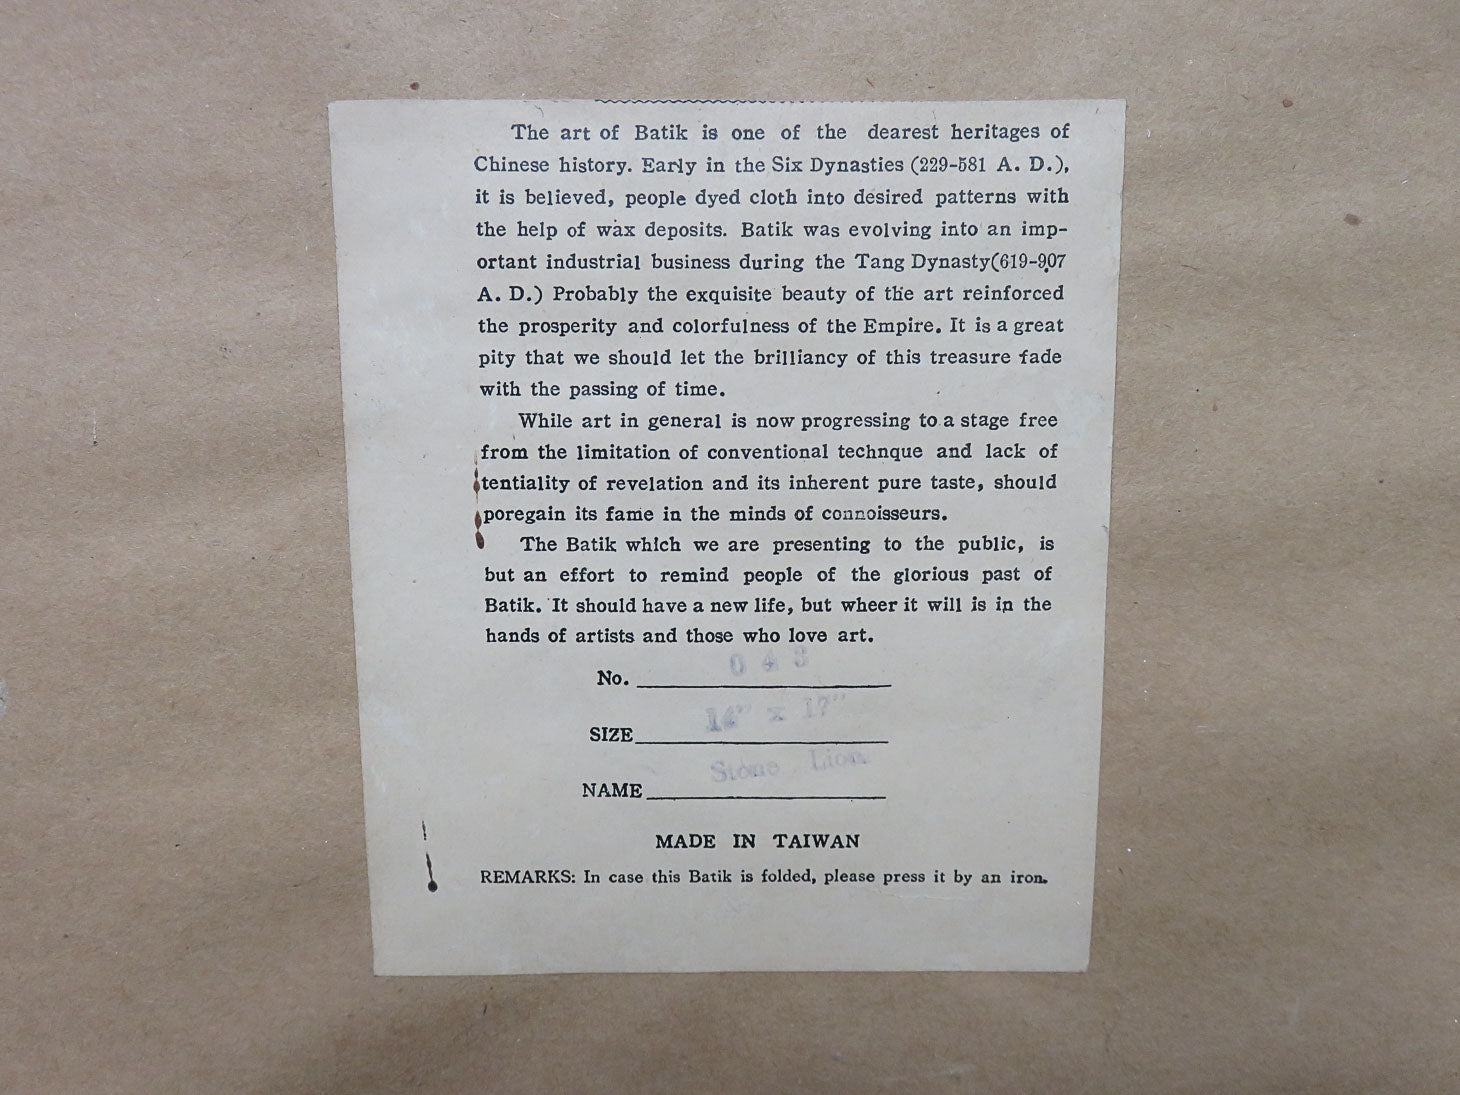 The art of Batik is one of the dearest heritages of
Chinese history. Early in the Six Dynasties (229-581 A. D.),
it is believed, people dyed cloth into desired patterns with
the help of wax deposits. Batik was evolving into an imp-
ortant industrial business during the Tang Dynasty(619-907
A. D.) Probably the exquisite beauty of the art reinforced
the prosperity and colorfulness of the Empire. It is a great
pity that we should let the brilliancy of this treasure fade
with the passing of time.
While art in general is now progressing to a stage free
from the limitation of conventional technque and lack of
tentiality of revelation and its inherent pure taste, should
poregain its fame in the minds of connoisseurs.
The Batik which we are presenting to the public, is
but an effort to remind people of the glorious past of
Batik. It should have a new life, but wheer it will is in the
hands of artists and those who love art.
No. 043
SIZE 14" x 17"
NAME Stone Lion
MADE IN TAIWAN
REMARKS: In case this Batik is folded, please press it by an iron.